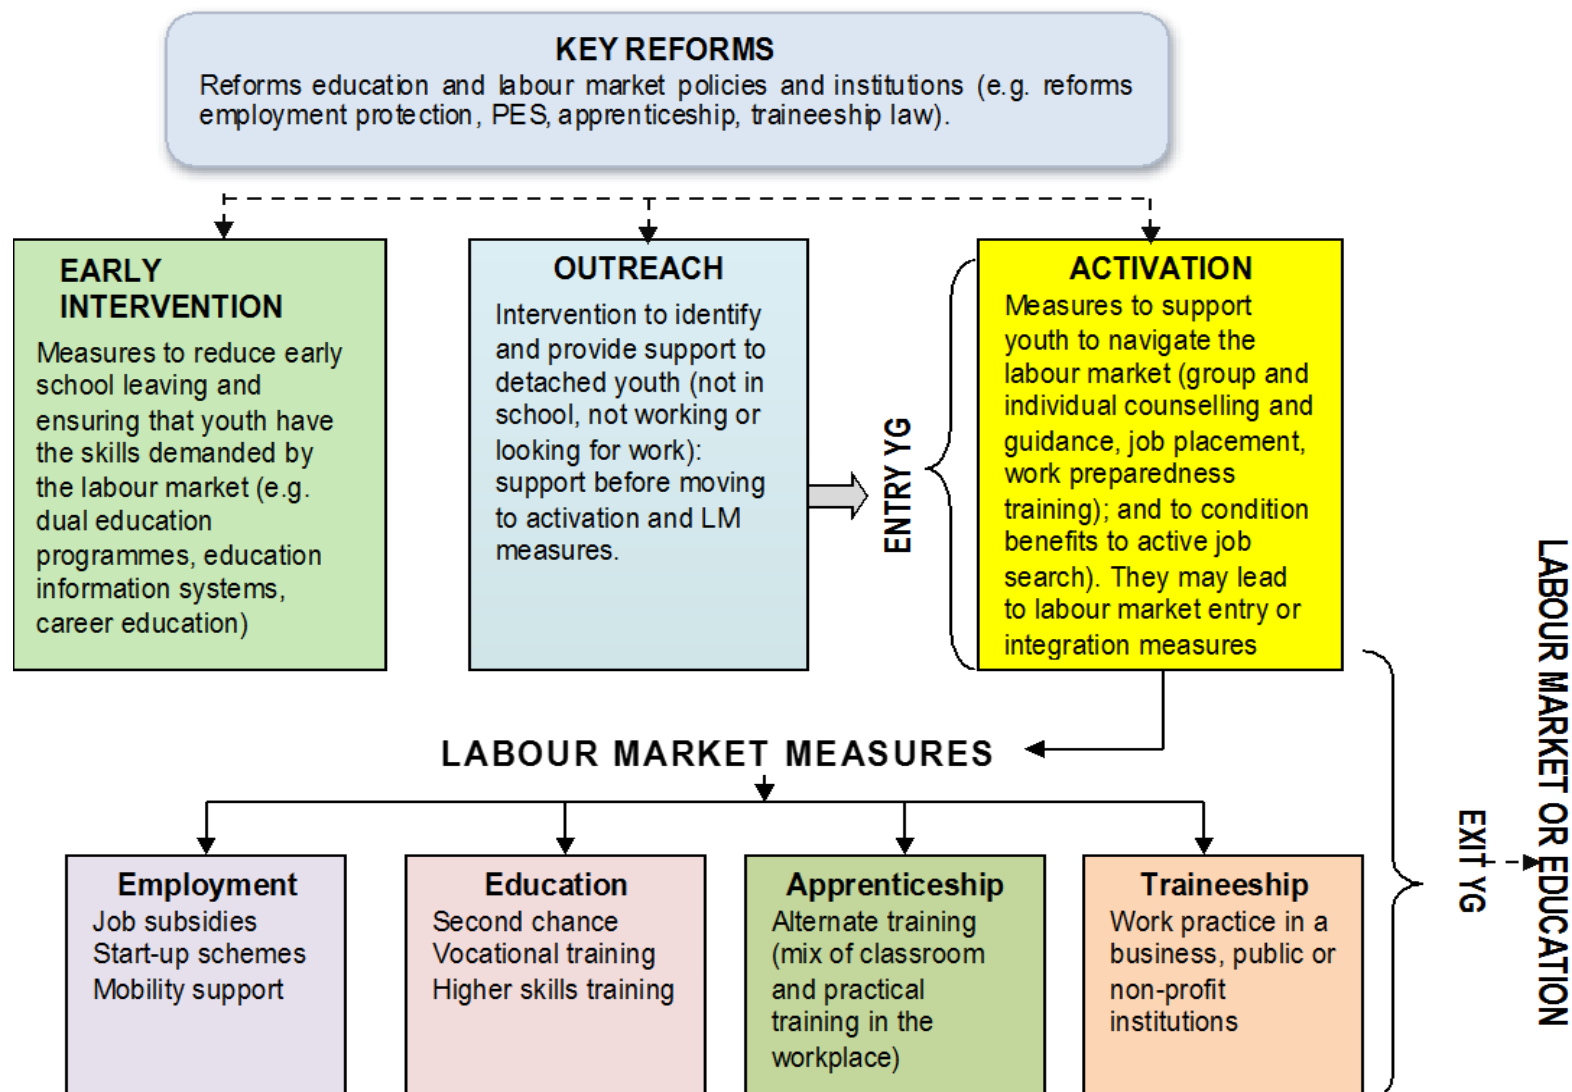 KEY REFORMS
Reforms education and labour market policies and institutions (e.g. reforms
employment protection, PES, apprenticeship, traineeship law).
EARLY
INTERVENTION
Measures to reduce early
school leaving and
ensuring that youth have
the skills demanded by
the labour market (e.g.
dual education
programmes, education
information systems,
career education)
OUTREACH
Intervention to identify
and provide support to
detached youth (not in
school, not working or
looking for work):
support before moving
to activation and LM
measures.
ENTRY YG
ACTIVATION
Measures to support
youth to navigate the
labour market (group and
individual counselling and
guidance, job placement,
work preparedness
training); and to condition
benefits to active job
search). They may lead
to labour market entry or
integration measures
LABOUR MARKET MEASURES
Employment
Job subsidies
Start-up schemes
Mobility support
Education
Second chance
Vocational training
Higher skills training
Apprenticeship
Alternate training
(mix of classroom
and practical
training in the
workplace)
Traineeship
Work practice in a
business, public or
non-profit
institutions
EXIT YG
LABOUR MARKET OR EDUCATION